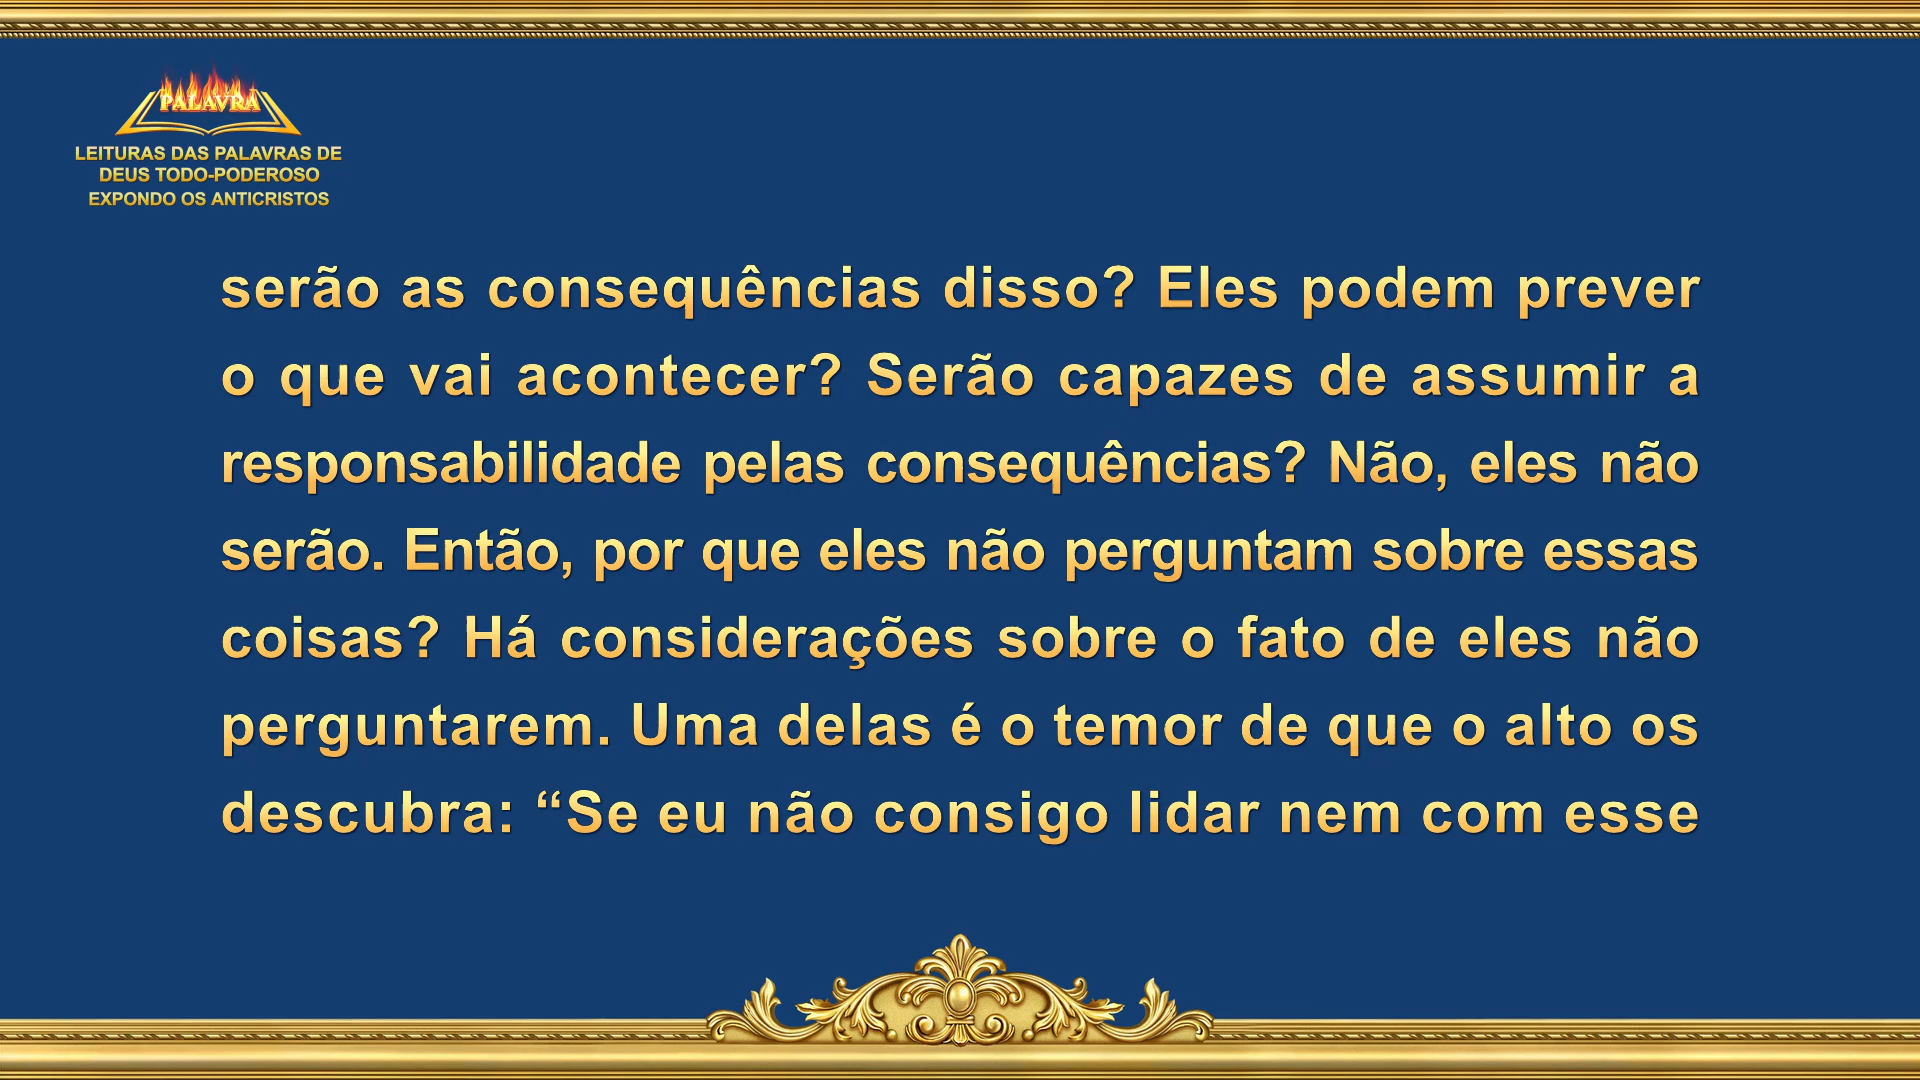 PALAVRA
LEITURAS DAS PALAVRAS DE
DEUS TODO-PODEROSO
EXPONDO OS ANTICRISTOS
serão as consequências disso? Eles podem prever
o que vai acontecer? Serão capazes de assumir a
responsabilidade pelas consequências? Não, eles não
serão. Então, por que eles não perguntam sobre essas
coisas? Há considerações sobre o fato de eles não
perguntarem. Uma delas é o temor de que o alto os
descubra: “Se eu não consigo lidar nem com esse